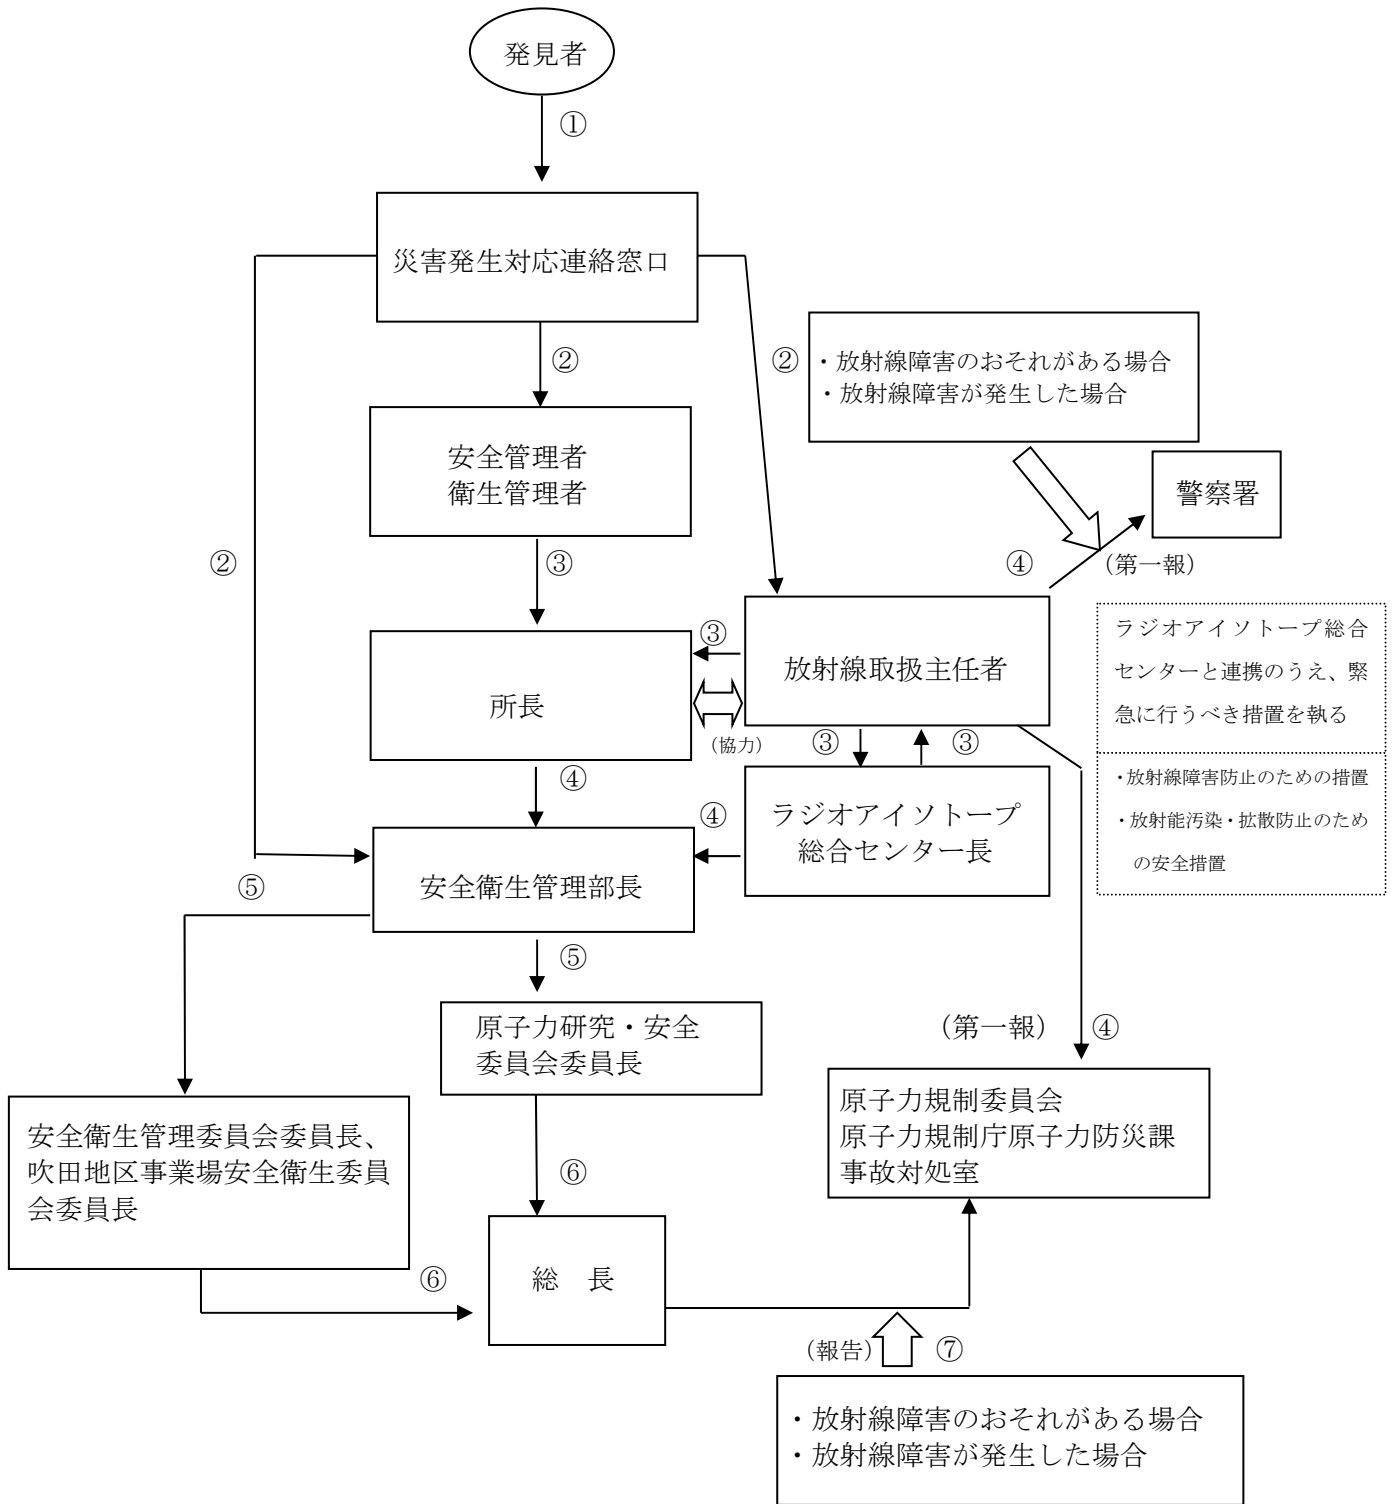 発見者
①
災害発生対応連絡窓口
②
②
・放射線障害のおそれがある場合
・放射線障害が発生した場合
安全管理者
衛生管理者
警察署
②
③
④
(第一報)
③
放射線取扱主任者
所長
(協力)
③
③
ラジオアイソトープ総合
センターと連携のうえ、緊
急に行うべき措置を執る
・放射線障害防止のための措置
・放射能汚染・拡散防止のため
の安全措置
④
④
ラジオアイソトープ
総合センター長
安全衛生管理部長
⑤
⑤
原子力研究・安全
委員会委員長
(第一報)
④
原子力規制委員会
原子力規制庁原子力防災課
事故対処室
安全衛生管理委員会委員長、
吹田地区事業場安全衛生委員
会委員長
⑥
⑥
総　長
(報告)
⑦
・放射線障害のおそれがある場合
・放射線障害が発生した場合